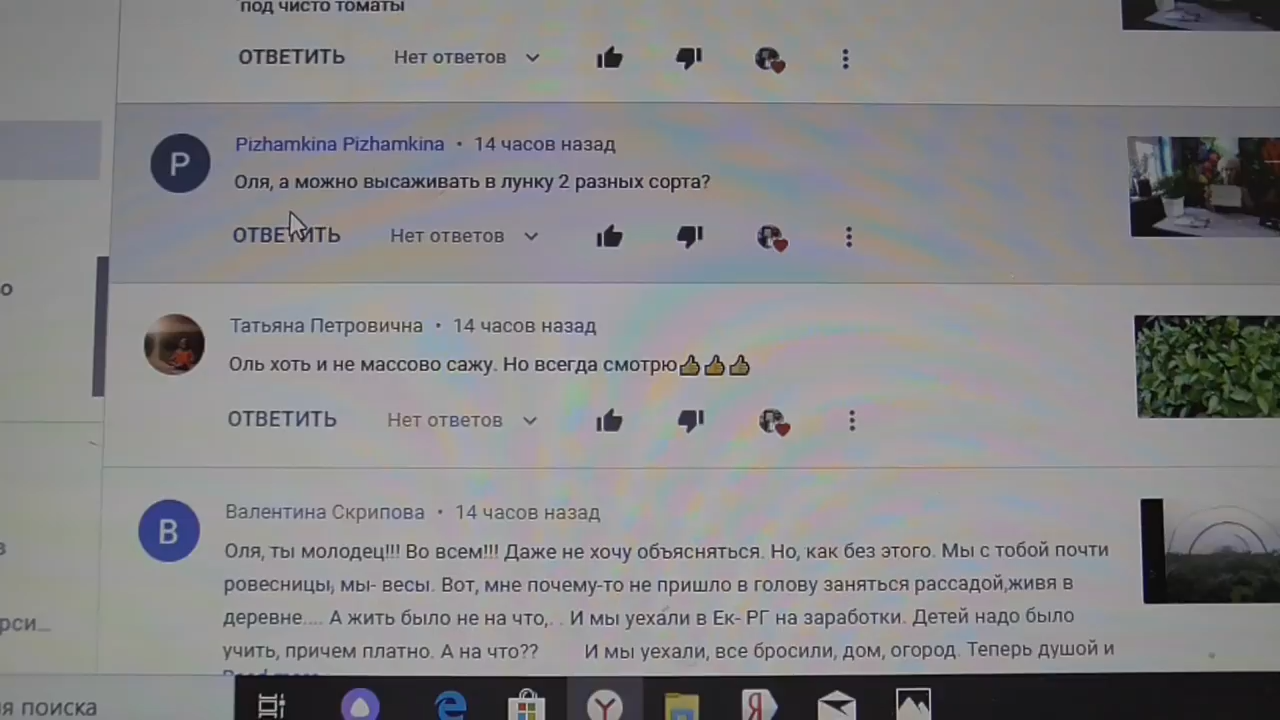 под чисто томаты
ОТВЕТИТЬ Нет ответов
P Pizhamkina Pizhamkina • 14 часов назад
Оля, а можно высаживать в лунку 2 разных сорта?
ОТВЕТИТЬ Нет ответов
о
Татьяна Петровична • 14 часов назад
Оль хоть и не массово сажу. Но всегда смотрю👍👍👍
ОТВЕТИТЬ Нет ответов
В Валентина Скрипова • 14 часов назад
Оля, ты молодец!!! Во всем!!! Даже не хочу объясняться. Но, как без этого. Мы с тобой почти
ровесницы, мы- весы. Вот, мне почему-то не пришло в голову заняться рассадой,живя в
деревне.... А жить было не на что,. . И мы уехали в Ек- РГ на заработки. Детей надо было
рси...
учить, причем платно. А на что?? И мы уехали, все бросили, дом, огород. Теперь душой и
я поиска